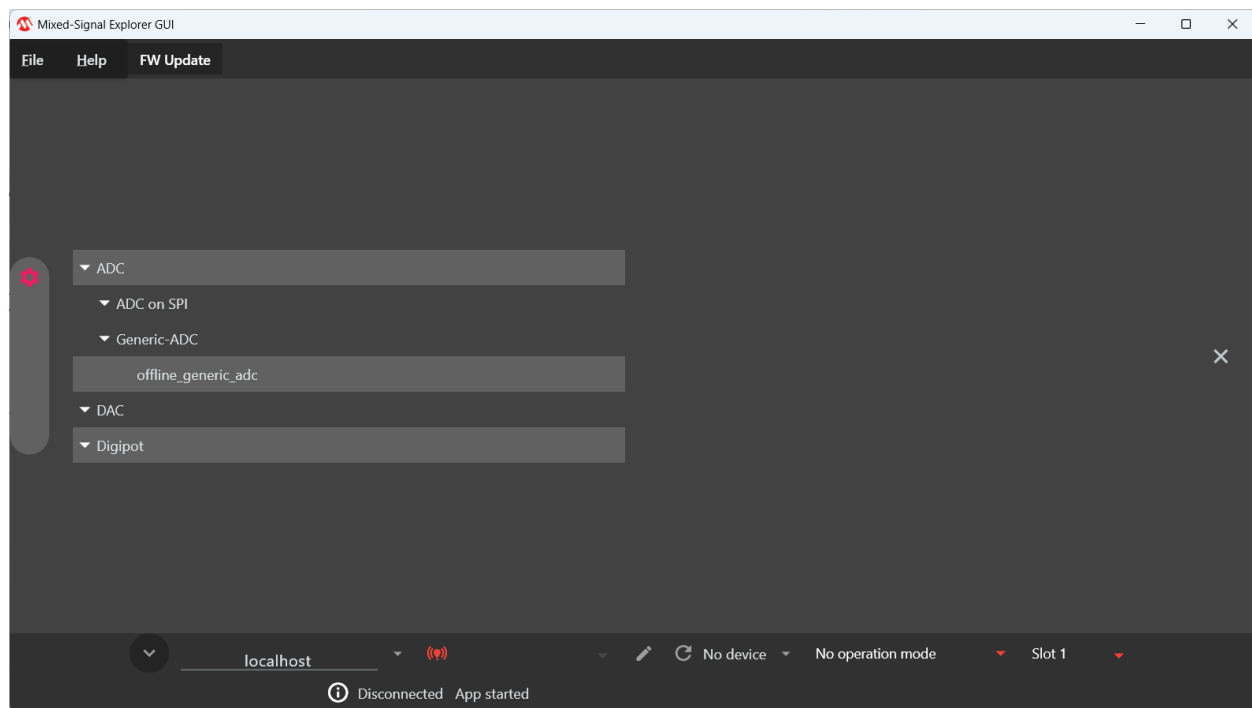 Mixed-Signal Explorer GUI
File Help FW Update
ADC
ADC on SPI
Generic-ADC
offline_generic_adc
DAC
Digipot
localhost No device No operation mode Slot 1
Disconnected App started